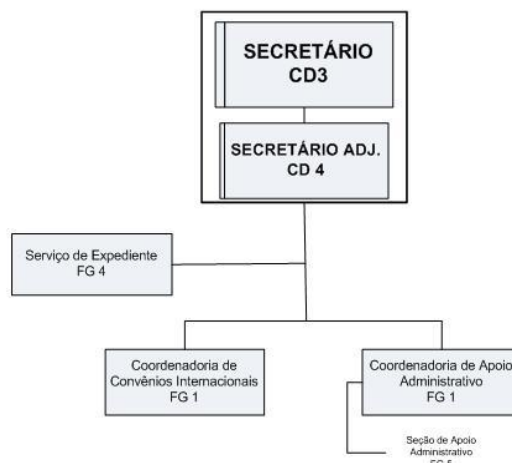 SECRETÁRIO
CD3
SECRETÁRIO ADJ.
CD 4
Serviço de Expediente
FG 4
Coordenadoria de
Convênios Internacionais
FG 1
Coordenadoria de Apoio
Administrativo
FG 1
Seção de Apoio
Administrativo